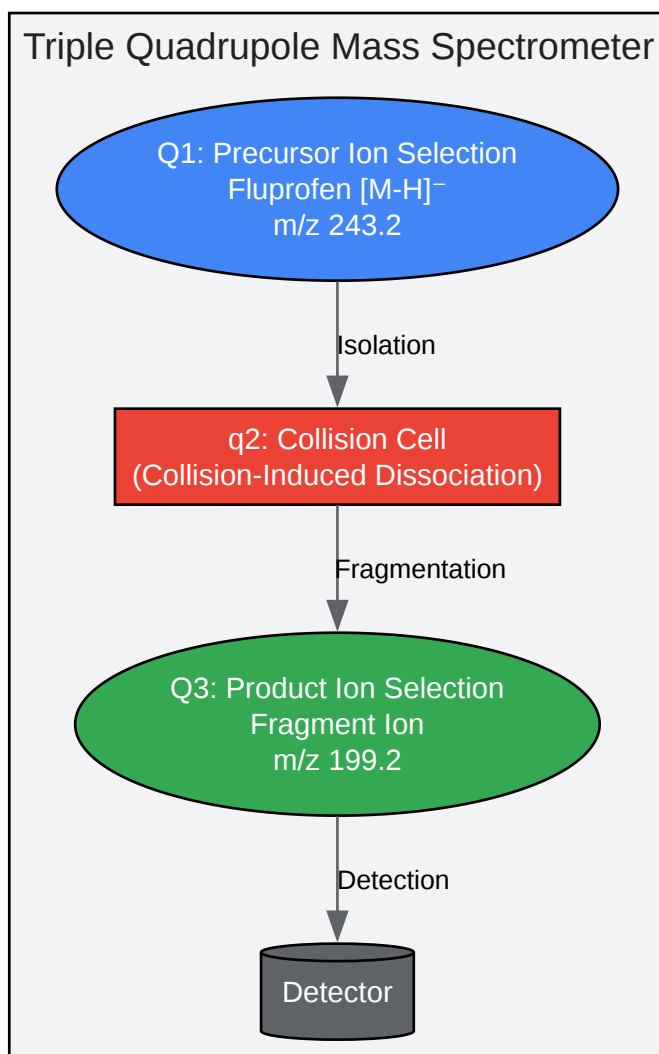 Triple Quadrupole Mass Spectrometer
Q1: Precursor Ion Selection
Fluprofen [M-H]⁻
m/z 243.2
Isolation
q2: Collision Cell
(Collision-Induced Dissociation)
Fragmentation
Q3: Product Ion Selection
Fragment Ion
m/z 199.2
Detection
Detector